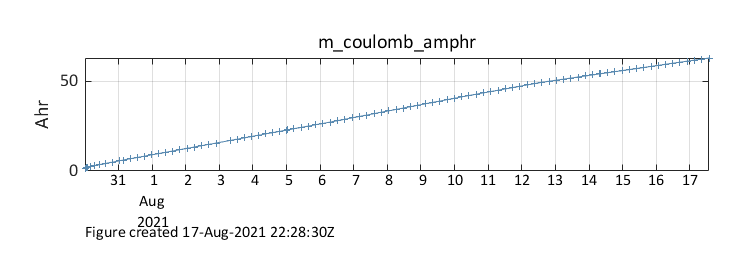 m_coulomb_amphr
50
Ahr
0
31 1 2 3 4 5 6 7 8 9 10 11 12 13 14 15 16 17
Aug
2021
Figure created 17-Aug-2021 22:28:30Z